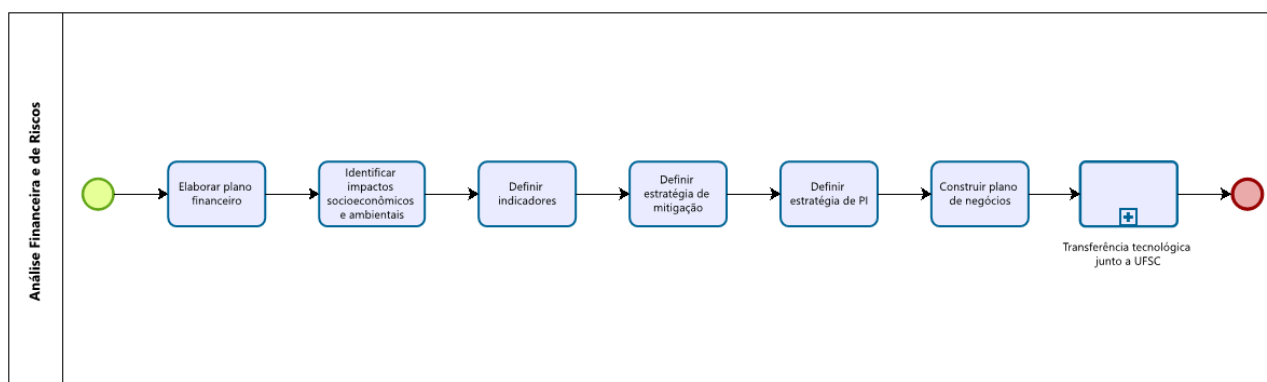 Análise Financeira e de Riscos
Elaborar plano
financeiro
Identificar
impactos
socioeconômicos
e ambientais
Definir
indicadores
Definir
estratégia de
mitigação
Definir
estratégia de PI
Construir plano
de negócios
Transferência tecnológica
junto a UFSC